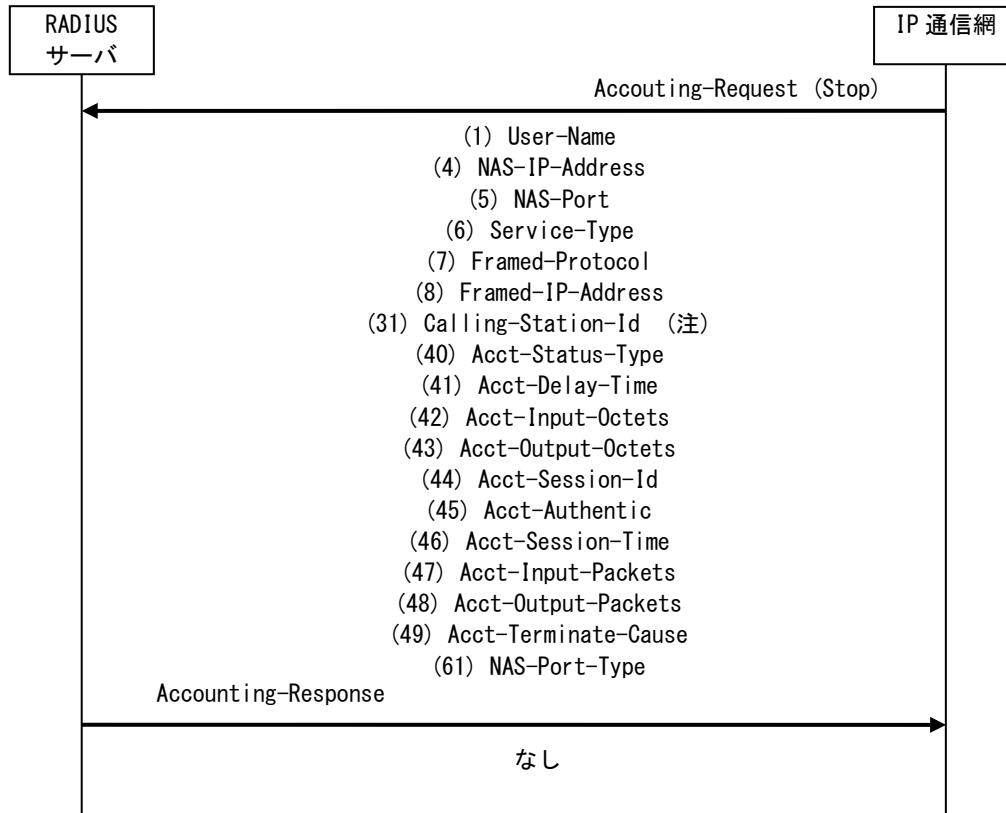 RADIUS
サーバ
IP 通信網
Accouting-Request (Stop)
(1) User-Name
(4) NAS-IP-Address
(5) NAS-Port
(6) Service-Type
(7) Framed-Protocol
(8) Framed-IP-Address
(31) Calling-Station-Id (注)
(40) Acct-Status-Type
(41) Acct-Delay-Time
(42) Acct-Input-Octets
(43) Acct-Output-Octets
(44) Acct-Session-Id
(45) Acct-Authentic
(46) Acct-Session-Time
(47) Acct-Input-Packets
(48) Acct-Output-Packets
(49) Acct-Terminate-Cause
(61) NAS-Port-Type
Accounting-Response
なし